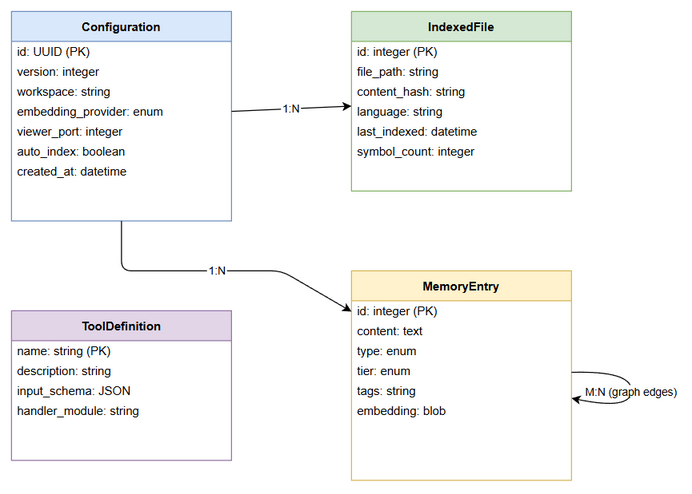 Configuration
id: UUID (PK)
version: integer
workspace: string
embedding_provider: enum
viewer_port: integer
auto_index: boolean
created_at: datetime
1:N
IndexedFile
id: integer (PK)
file_path: string
content_hash: string
language: string
last_indexed: datetime
symbol_count: integer
1:N
ToolDefinition
name: string (PK)
description: string
input_schema: JSON
handler_module: string
MemoryEntry
id: integer (PK)
content: text
type: enum
tier: enum
tags: string
embedding: blob
M:N (graph edges)